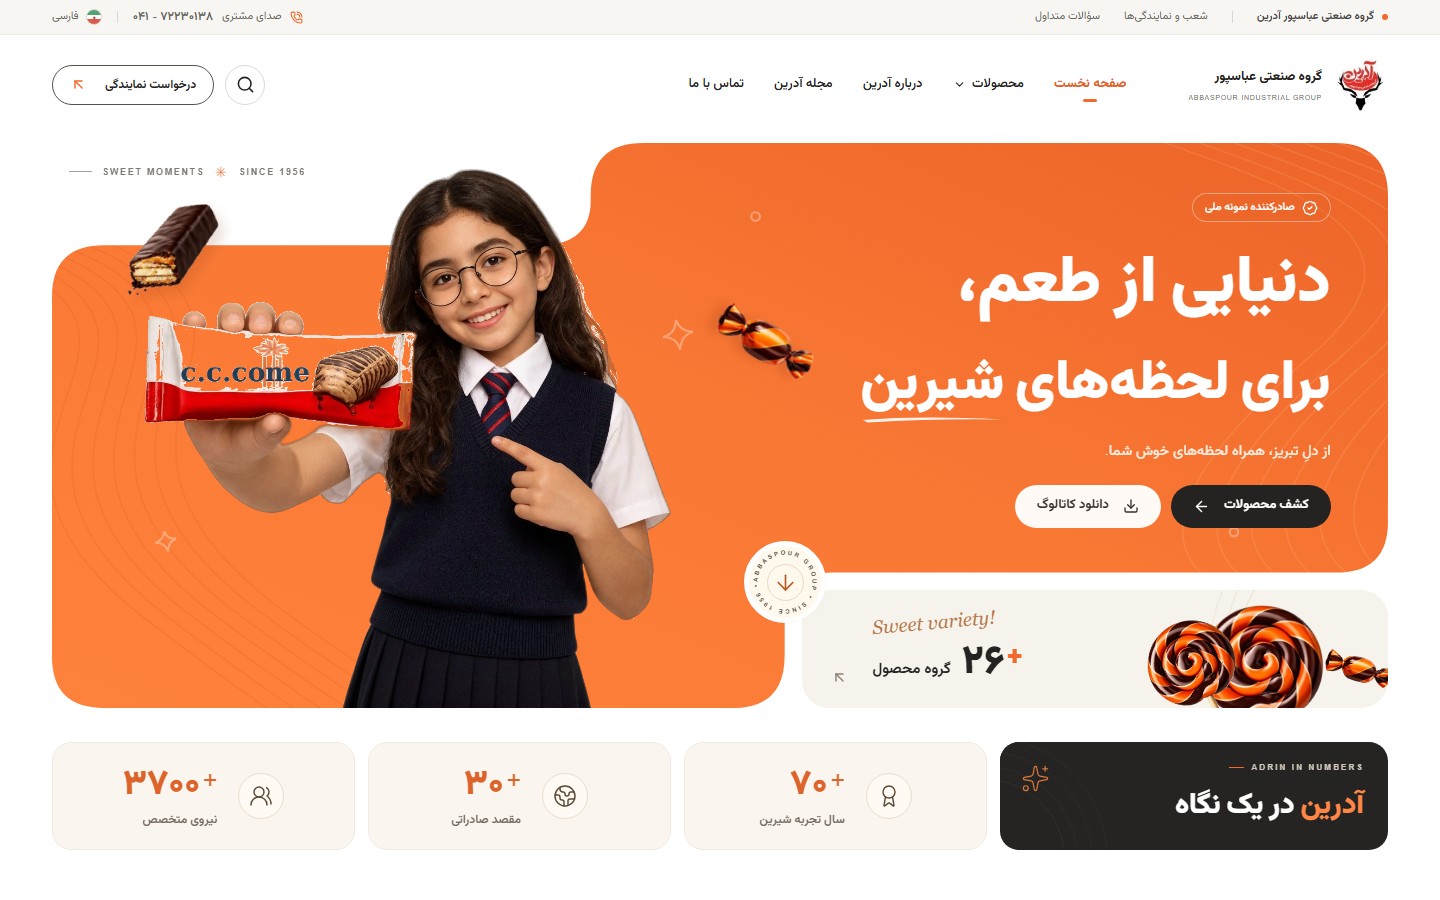 گروه صنعتی عباسپور آدرین
شعب و نمایندگی‌ها
سؤالات متداول
صدای مشتری
۰۴۱ - ۷۲۲۳۰۱۳۸
فارسی
آدرین
گروه صنعتی عباسپور
ABBASPOUR INDUSTRIAL GROUP
صفحه نخست
محصولات
درباره آدرین
مجله آدرین
تماس با ما
درخواست نمایندگی
SWEET MOMENTS
SINCE 1956
صادرکننده نمونه ملی
دنیایی از طعم،
برای لحظه‌های شیرین
از دل تبریز، همراه لحظه‌های خوش شما.
کشف محصولات
دانلود کاتالوگ
c.c.come
ABBASPOUR GROUP • SINCE 1956 •
Sweet variety!
+۲۶
گروه محصول
ADRIN IN NUMBERS
آدرین در یک نگاه
۷۰+
سال تجربه شیرین
۳۰+
مقصد صادراتی
۳۷۰۰+
نیروی متخصص